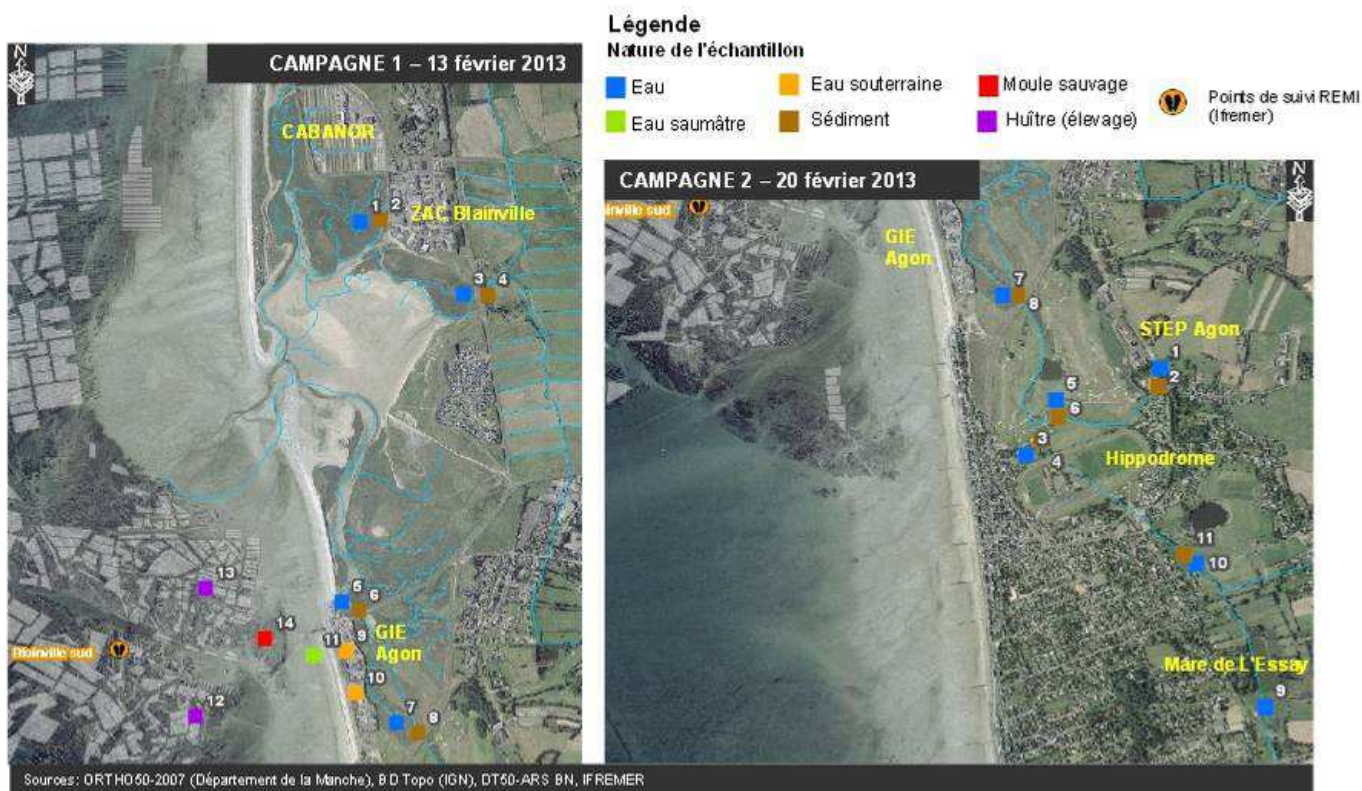 Légende
Nature de l'échantillon
Eau
Eau souterraine
Moule sauvage
Points de suivi REMI
(Ifremer)
Eau saumâtre
Sédiment
Huître (élevage)
CAMPAGNE 1 – 13 février 2013
N
CABANOR
1
2
ZAC Blainville
3
4
13
5
6
14
11
9
GIE
Agon
Blainville sud
10
12
7
8
CAMPAGNE 2 – 20 février 2013
N
inville sud
GIE
Agon
7
8
STEP Agon
1
2
5
6
3
4
Hippodrome
11
10
Mare de L'Essay
9
Sources: ORTHO50-2007 (Département de la Manche), BD Topo (IGN), DT50-ARS BN, IFREMER